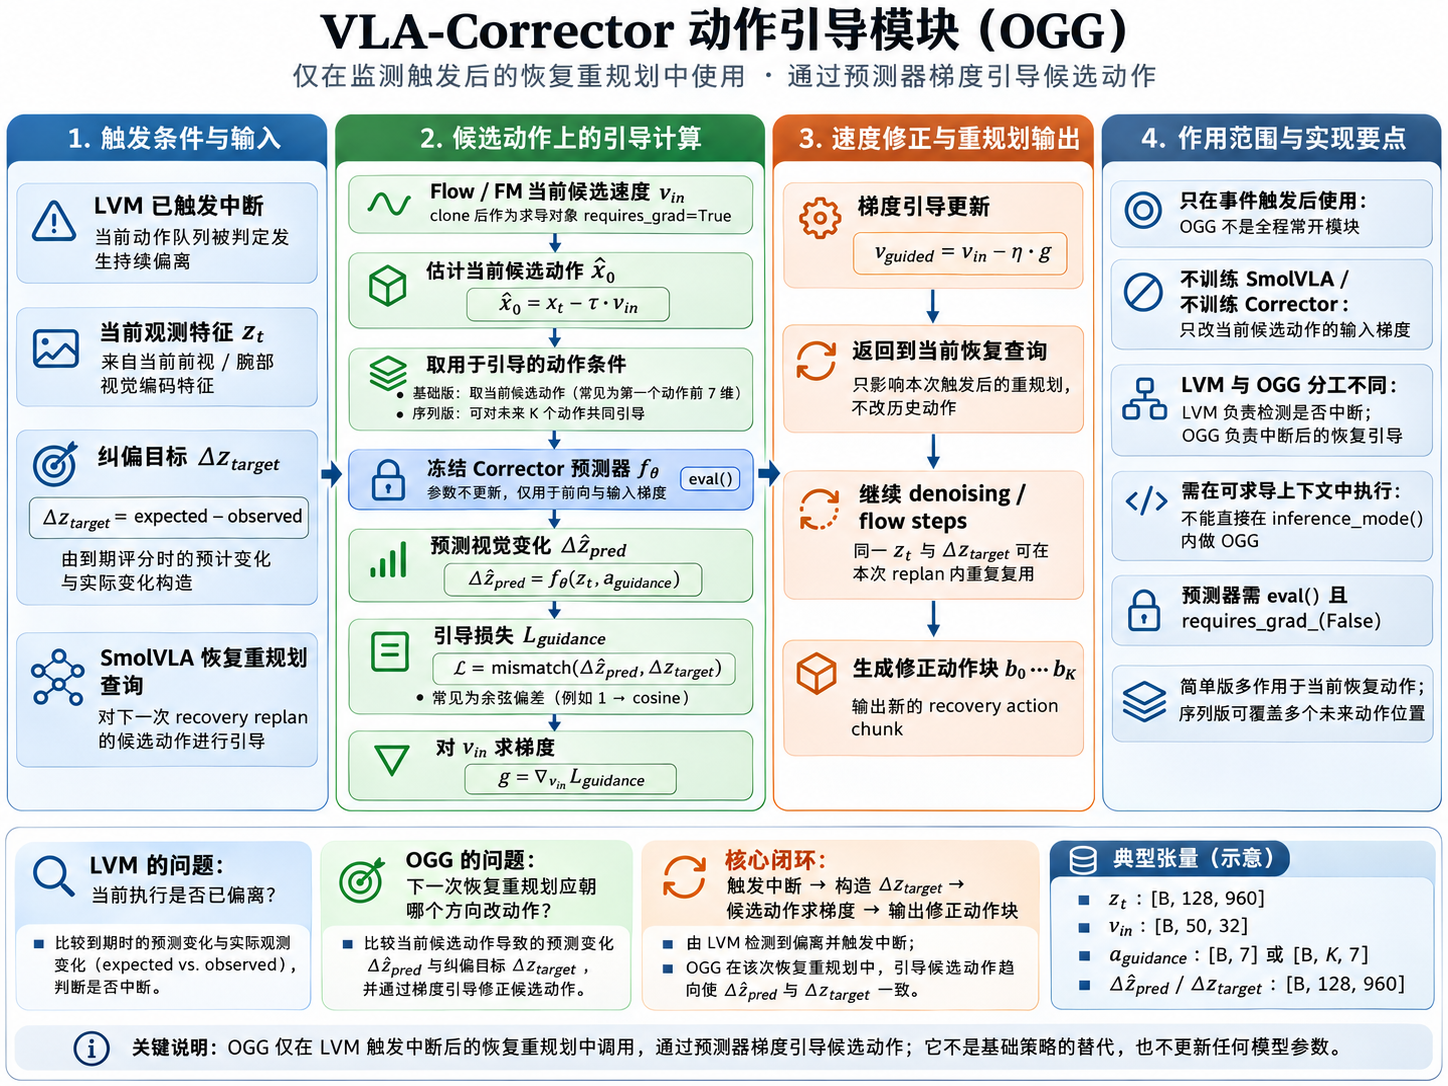 VLA-Corrector 动作引导模块（OGG）
仅在监测触发后的恢复重规划中使用 · 通过预测器梯度引导候选动作
1. 触发条件与输入
LVM 已触发中断
当前动作队列被判定发
生持续偏离
当前观测特征 z_t
来自当前前视 / 腕部
视觉编码特征
纠偏目标 Δz_target
Δz_target = expected – observed
由到期评分时的预计变化
与实际变化构造
SmolVLA 恢复重规划
查询
对下一次 recovery replan
的候选动作进行引导
2. 候选动作上的引导计算
Flow / FM 当前候选速度 v_in
clone 后作为求导对象 requires_grad=True
估计当前候选动作 x̂_0
x̂_0 = x_t – τ · v_in
取用于引导的动作条件
• 基础版：取当前候选动作（常见为第一个动作前 7 维）
• 序列版：可对未来 K 个动作共同引导
冻结 Corrector 预测器 f_θ
参数不更新，仅用于前向与输入梯度
eval()
预测视觉变化 Δẑ_pred
Δẑ_pred = f_θ(z_t, a_guidance)
引导损失 L_guidance
ℒ = mismatch(Δẑ_pred, Δz_target)
• 常见为余弦偏差（例如 1 → cosine）
对 v_in 求梯度
g = ∇_{v_in} L_guidance
3. 速度修正与重规划输出
梯度引导更新
v_guided = v_in – η · g
返回到当前恢复查询
只影响本次触发后的重规划，
不改历史动作
继续 denoising /
flow steps
同一 z_t 与 Δz_target 可在
本次 replan 内重复复用
生成修正动作块 b_0 ··· b_K
输出新的 recovery action
chunk
4. 作用范围与实现要点
只在事件触发后使用：
OGG 不是全程常开模块
不训练 SmolVLA /
不训练 Corrector：
只改当前候选动作的输入梯度
LVM 与 OGG 分工不同：
LVM 负责检测是否中断；
OGG 负责中断后的恢复引导
需在可求导上下文中执行：
不能直接在 inference_mode()
内做 OGG
预测器需 eval() 且
requires_grad_(False)
简单版多作用于当前恢复动作；
序列版可覆盖多个未来动作位置
LVM 的问题：
当前执行是否已偏离？
比较到期时的预测变化与实际观测
变化（expected vs. observed），
判断是否中断。
OGG 的问题：
下一次恢复重规划应朝
哪个方向改动作？
比较当前候选动作导致的预测变化
Δẑ_pred 与纠偏目标 Δz_target ，
并通过梯度引导修正候选动作。
核心闭环：
触发中断 → 构造 Δz_target →
候选动作求梯度 → 输出修正动作块
由 LVM 检测到偏离并触发中断；
OGG 在该次恢复重规划中，引导候选动作趋
向使 Δẑ_pred 与 Δz_target 一致。
典型张量（示意）
z_t : [B, 128, 960]
v_in : [B, 50, 32]
a_guidance : [B, 7] 或 [B, K, 7]
Δẑ_pred / Δz_target : [B, 128, 960]
关键说明：OGG 仅在 LVM 触发中断后的恢复重规划中调用，通过预测器梯度引导候选动作；它不是基础策略的替代，也不更新任何模型参数。